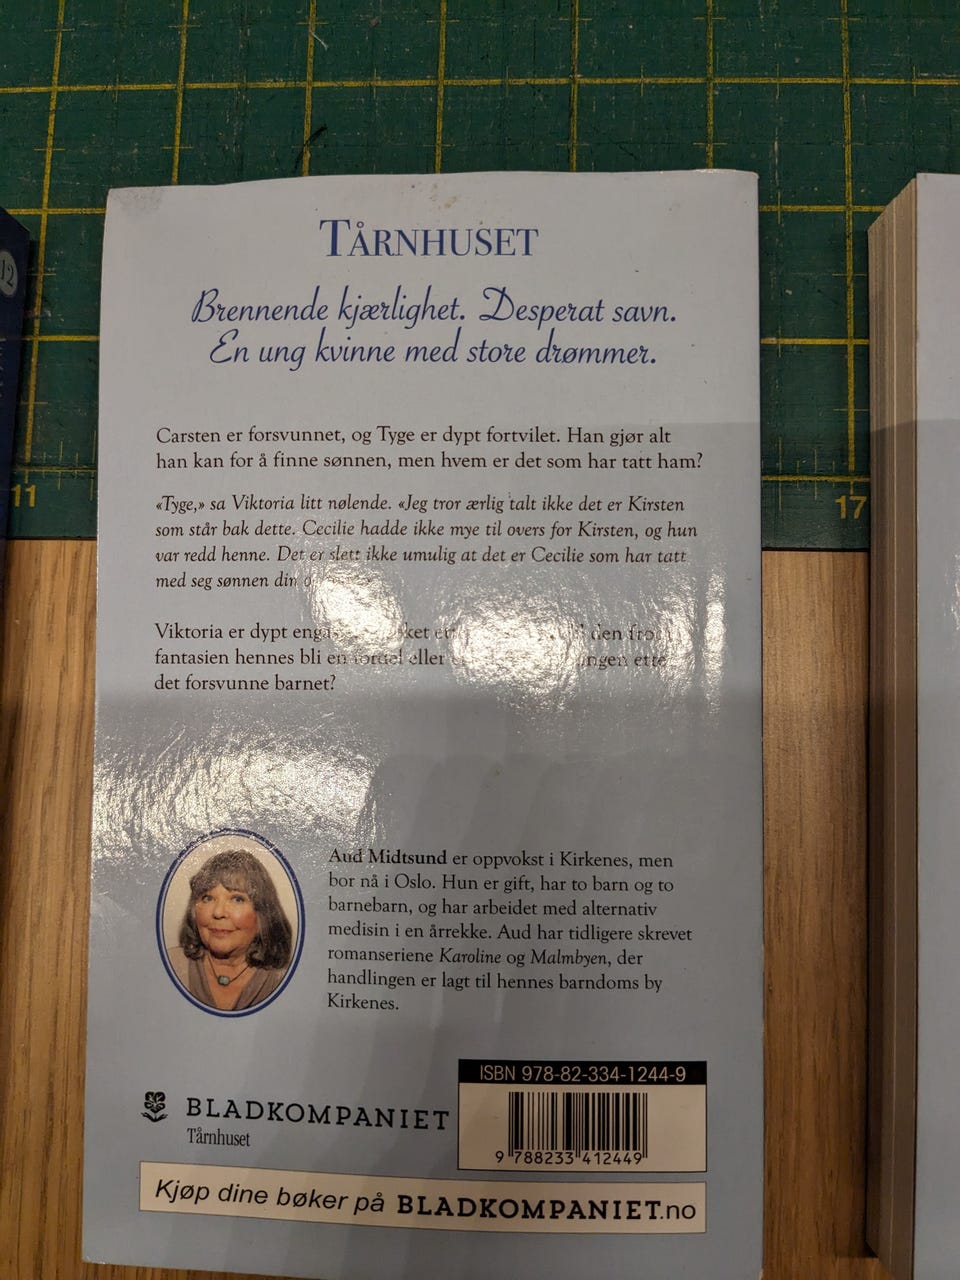 TÅRNHUSET
Brennende kjærlighet. Desperat savn.
En ung kvinne med store drømmer.
Carsten er forsvunnet, og Tyge er dypt fortvilet. Han gjør alt
han kan for å finne sønnen, men hvem er det som har tatt ham?
«Tyge,» sa Viktoria litt nølende. «Jeg tror ærlig talt ikke det er Kirsten
som står bak dette. Cecilie hadde ikke mye til overs for Kirsten, og hun
var redd henne. Det er slett ikke umulig at det er Cecilie som har tatt
med seg sønnen din
Viktoria er dypt den
fantasien hennes bli en fordel eller
det forsvunne barnet?
Aud Midtsund er oppvokst i Kirkenes, men
bor nå i Oslo. Hun er gift, har to barn og to
barnebarn, og har arbeidet med alternativ
medisin i en årrekke. Aud har tidligere skrevet
romanseriene Karoline og Malmbyen, der
handlingen er lagt til hennes barndoms by
Kirkenes.
ISBN 978-82-334-1244-9
9 788233 412449
BLADKOMPANIET
Tårnhuset
Kjøp dine bøker på BLADKOMPANIET.no
12
11
17